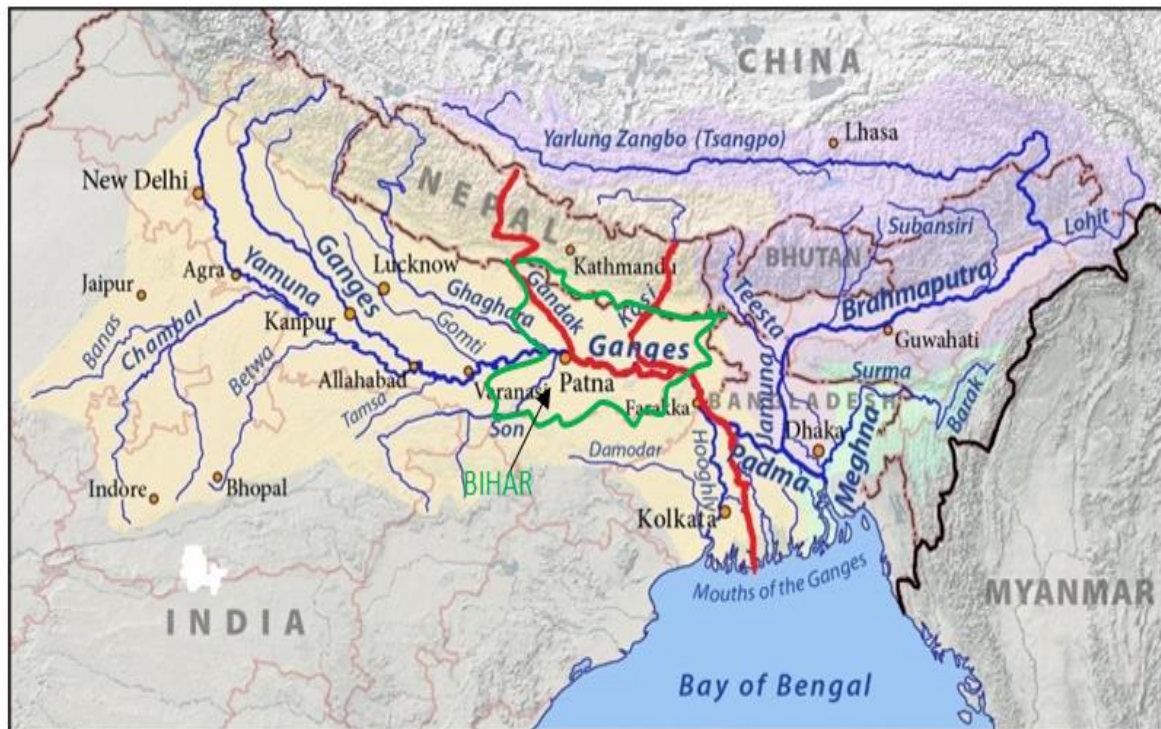 CHINA
Yarlung Zangbo (Tsangpo)
Lhasa
New Delhi
NEPAL
Subansiri
Lohit
BHUTAN
Kathmandu
Agra
Yamuna
Ganges
Lucknow
Ghaghara
Gandak
Kosi
Teesta
Brahmaputra
Jaipur
Kanpur
Gomti
Ganges
Guwahati
Banas
Chambal
Betwa
Allahabad
Varanasi
Patna
Jamuna
Surma
Tamsa
Farakka
BANGLADESH
Barak
Son
Dhaka
Meghna
Damodar
Hooghly
Padma
BIHAR
Indore
Bhopal
Kolkata
Mouths of the Ganges
INDIA
MYANMAR
Bay of Bengal